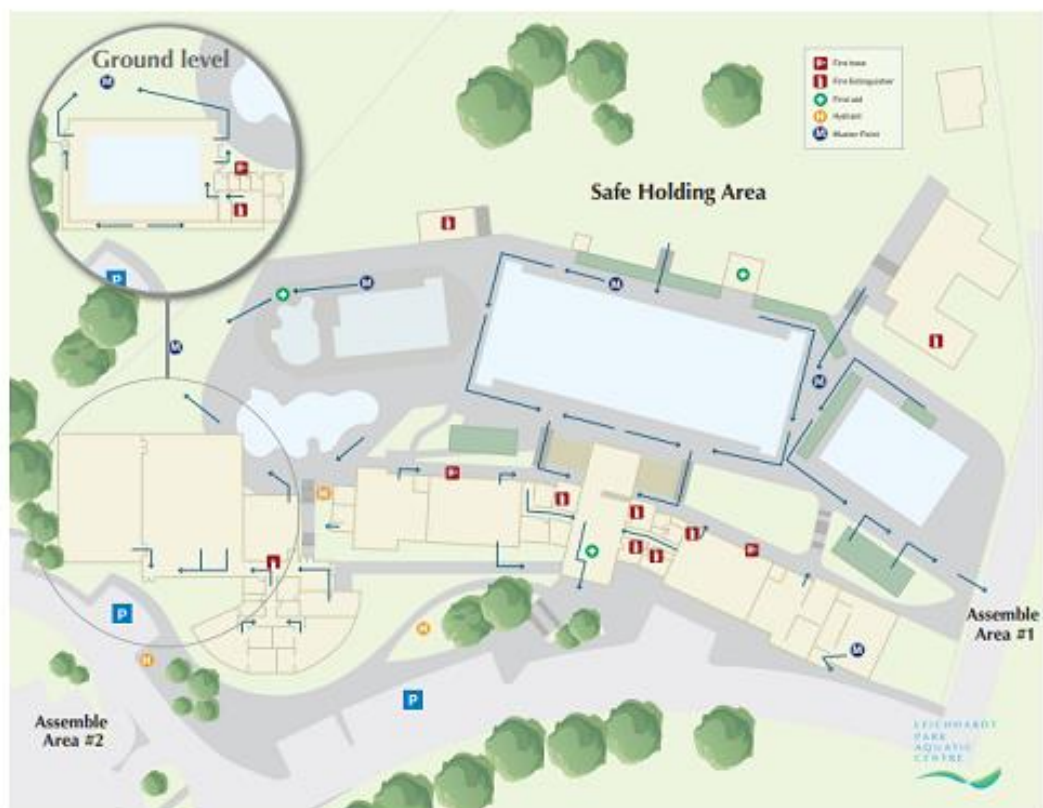 Ground level
M
Fire hose
Fire Extinguisher
First aid
H
Hydrant
M
Muster Point
Safe Holding Area
P
M
M
M
M
H
P
H
H
M
P
Assemble
Area #1
Assemble
Area #2
LEICHHARDT
PARK
AQUATIC
CENTRE